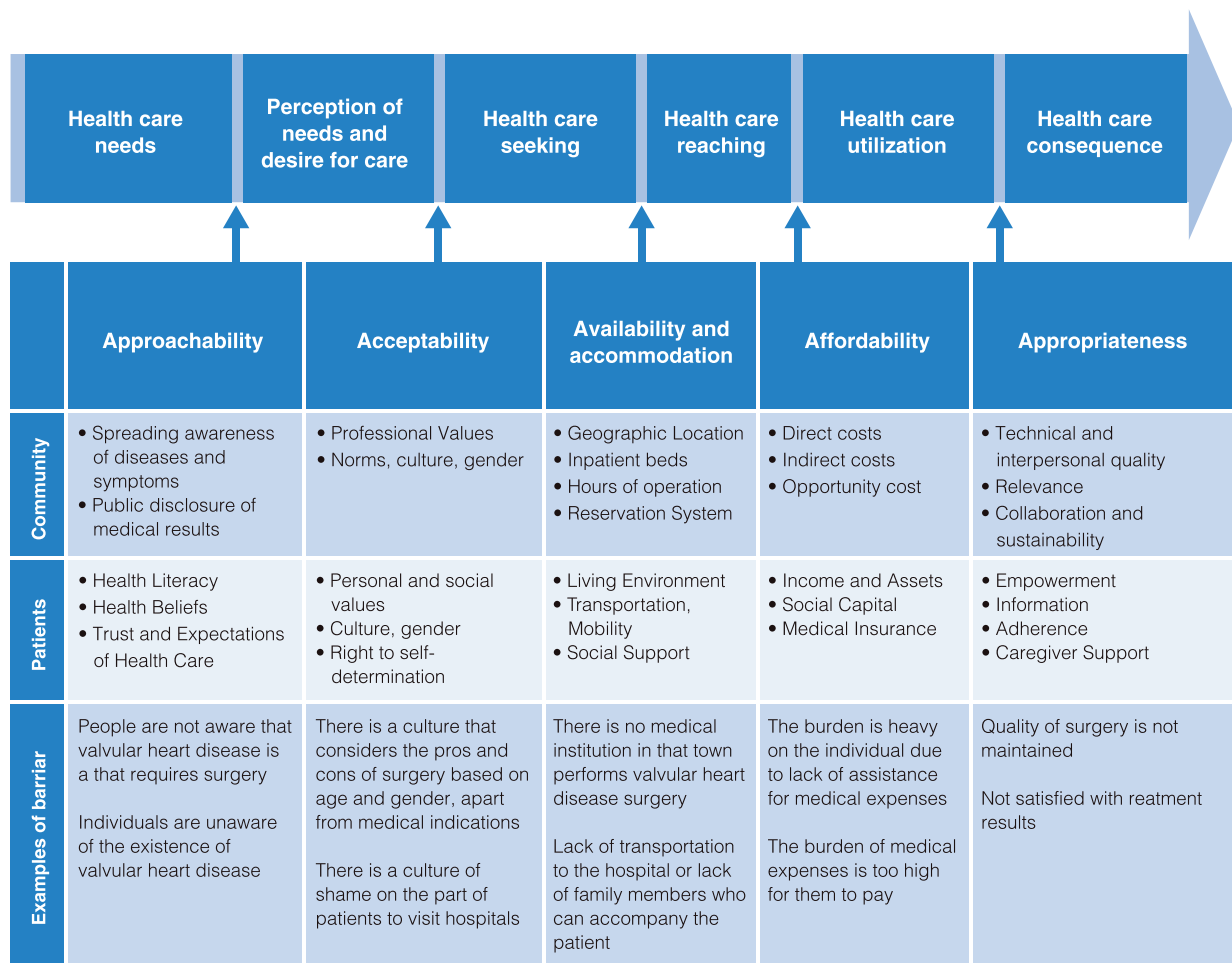 Health care
needs
Perception of
needs and
desire for care
Health care
seeking
Health care
reaching
Health care
utilization
Health care
consequence
Approachability
Acceptability
Availability and
accommodation
Affordability
Appropriateness
Community
• Spreading awareness
of diseases and
symptoms
• Public disclosure of
medical results
• Professional Values
• Norms, culture, gender
• Geographic Location
• Inpatient beds
• Hours of operation
• Reservation System
• Direct costs
• Indirect costs
• Opportunity cost
• Technical and
interpersonal quality
• Relevance
• Collaboration and
sustainability
Patients
• Health Literacy
• Health Beliefs
• Trust and Expectations
of Health Care
• Personal and social
values
• Culture, gender
• Right to self-
determination
• Living Environment
• Transportation,
Mobility
• Social Support
• Income and Assets
• Social Capital
• Medical Insurance
• Empowerment
• Information
• Adherence
• Caregiver Support
Examples of barriar
People are not aware that
valvular heart disease is
a that requires surgery
Individuals are unaware
of the existence of
valvular heart disease
There is a culture that
considers the pros and
cons of surgery based on
age and gender, apart
from medical indications
There is a culture of
shame on the part of
patients to visit hospitals
There is no medical
institution in that town
performs valvular heart
disease surgery
Lack of transportation
to the hospital or lack
of family members who
can accompany the
patient
The burden is heavy
on the individual due
to lack of assistance
for medical expenses
The burden of medical
expenses is too high
for them to pay
Quality of surgery is not
maintained
Not satisfied with reatment
results